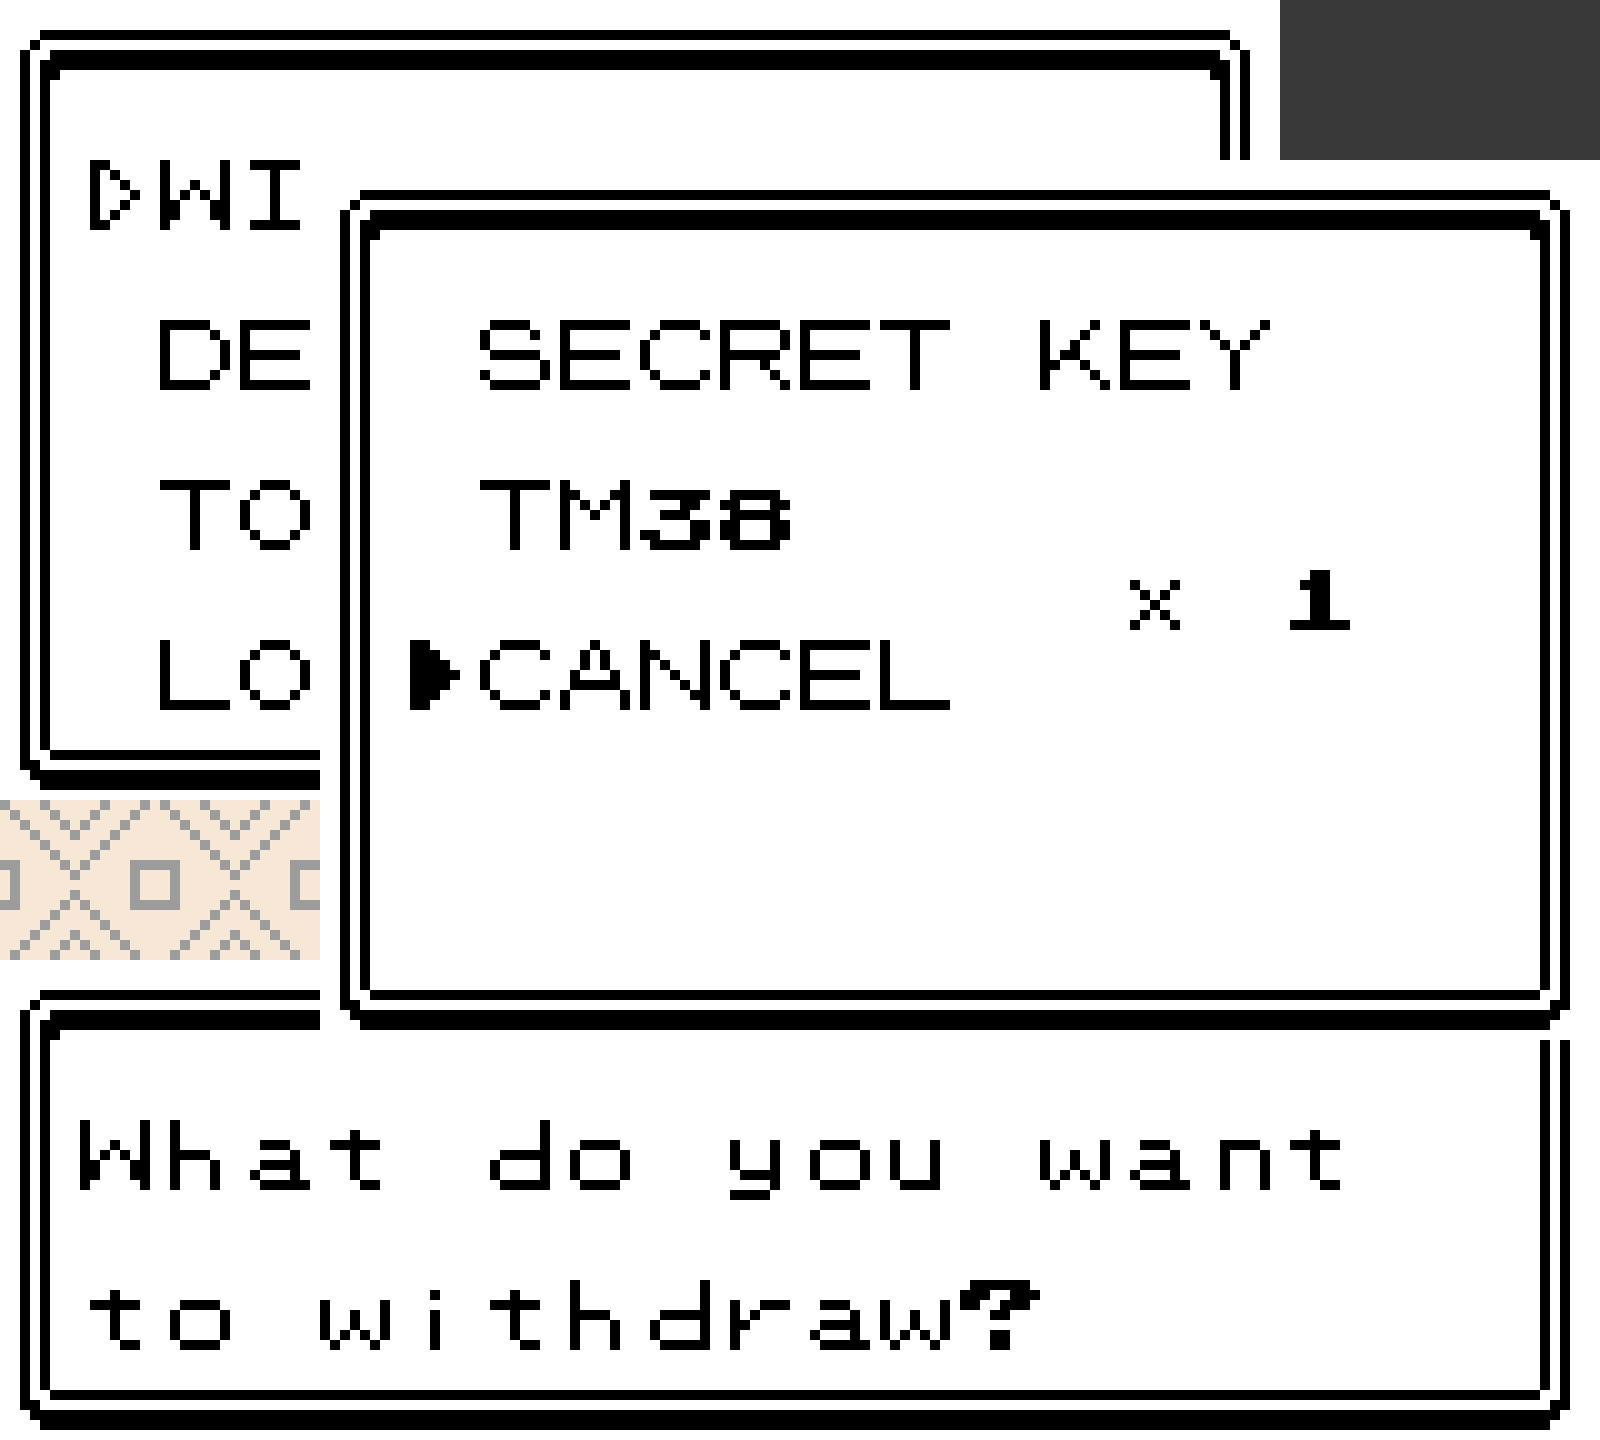 ▷WI
DE
TO
LO
SECRET KEY
TM38
× 1
▶CANCEL
What do you want
to withdraw?